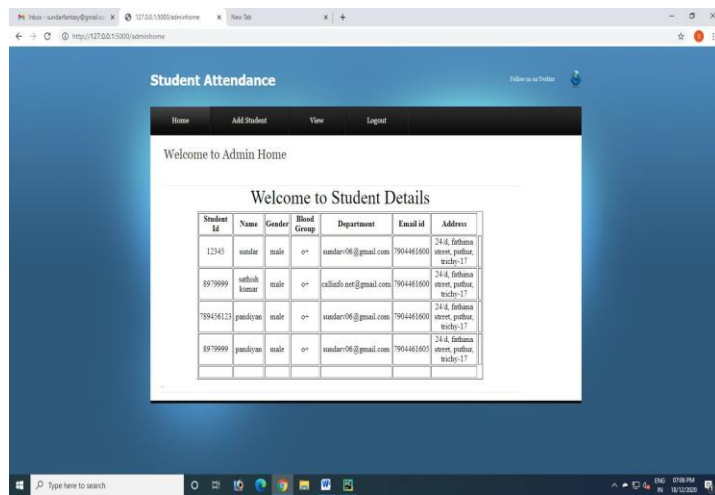 Inbox - sundarfantasy@gmail.co
127.0.0.1:5000/adminhome
New Tab
http://127.0.0.1:5000/adminhome
Student Attendance
Follow us on Twitter
Home Add Student View Logout
Welcome to Admin Home
Welcome to Student Details
Student Id Name Gender Blood Group Department Email id Address
12345 sundar male o+ sundarv06@gmail.com 7904461600 24/d, fathima street, puthur, trichy-17
8979999 sathish kumar male o+ callinfo.net@gmail.com 7904461600 24/d, fathima street, puthur, trichy-17
789456123 pandiyan male o+ sundarv06@gmail.com 7904461600 24/d, fathima street, puthur, trichy-17
8979999 pandiyan male o+ sundarv06@gmail.com 7904461605 24/d, fathima street, puthur, trichy-17
Type here to search
ENG 07:08 PM
IN 18/12/2020